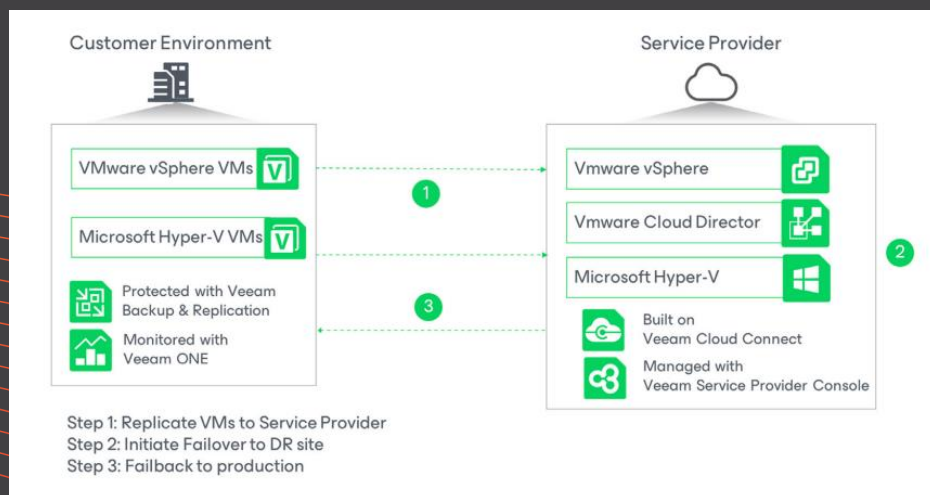 Customer Environment
Service Provider
VMware vSphere VMs
V
Microsoft Hyper-V VMs
V
Protected with Veeam
Backup & Replication
Monitored with
Veeam ONE
1
3
Vmware vSphere
Vmware Cloud Director
Microsoft Hyper-V
2
Built on
Veeam Cloud Connect
Managed with
Veeam Service Provider Console
Step 1: Replicate VMs to Service Provider
Step 2: Initiate Failover to DR site
Step 3: Failback to production